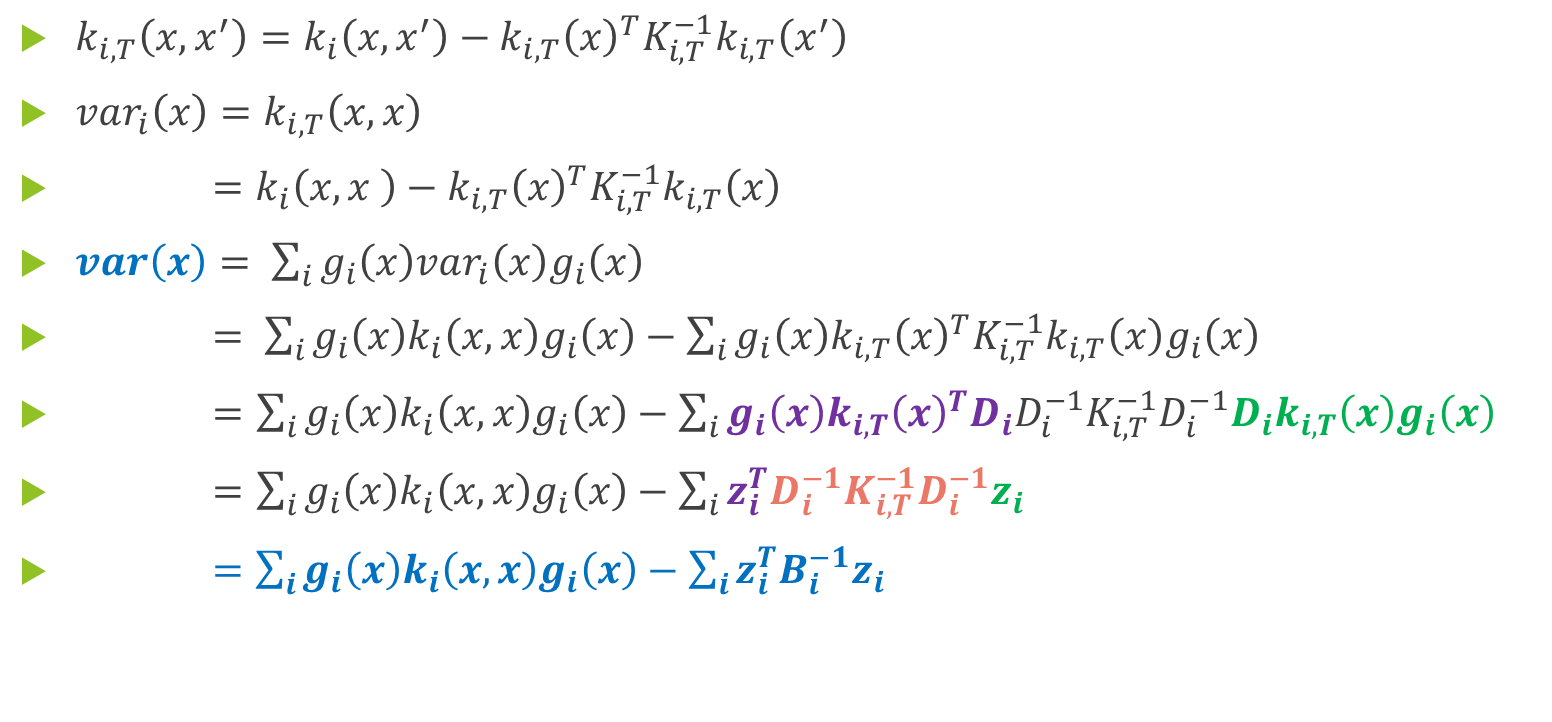 k_{i,T}(x, x′) = k_i(x, x′) − k_{i,T}(x)^T K_{i,T}^{−1} k_{i,T}(x′)
var_i(x) = k_{i,T}(x, x)
= k_i(x, x ) − k_{i,T}(x)^T K_{i,T}^{−1} k_{i,T}(x)
var(x) = ∑_i g_i(x)var_i(x)g_i(x)
= ∑_i g_i(x)k_i(x, x)g_i(x) − ∑_i g_i(x)k_{i,T}(x)^T K_{i,T}^{−1} k_{i,T}(x)g_i(x)
= ∑_i g_i(x)k_i(x, x)g_i(x) − ∑_i g_i(x)k_{i,T}(x)^T D_i D_i^{−1} K_{i,T}^{−1} D_i^{−1} D_i k_{i,T}(x)g_i(x)
= ∑_i g_i(x)k_i(x, x)g_i(x) − ∑_i z_i^T D_i^{−1} K_{i,T}^{−1} D_i^{−1} z_i
= ∑_i g_i(x)k_i(x, x)g_i(x) − ∑_i z_i^T B_i^{−1} z_i